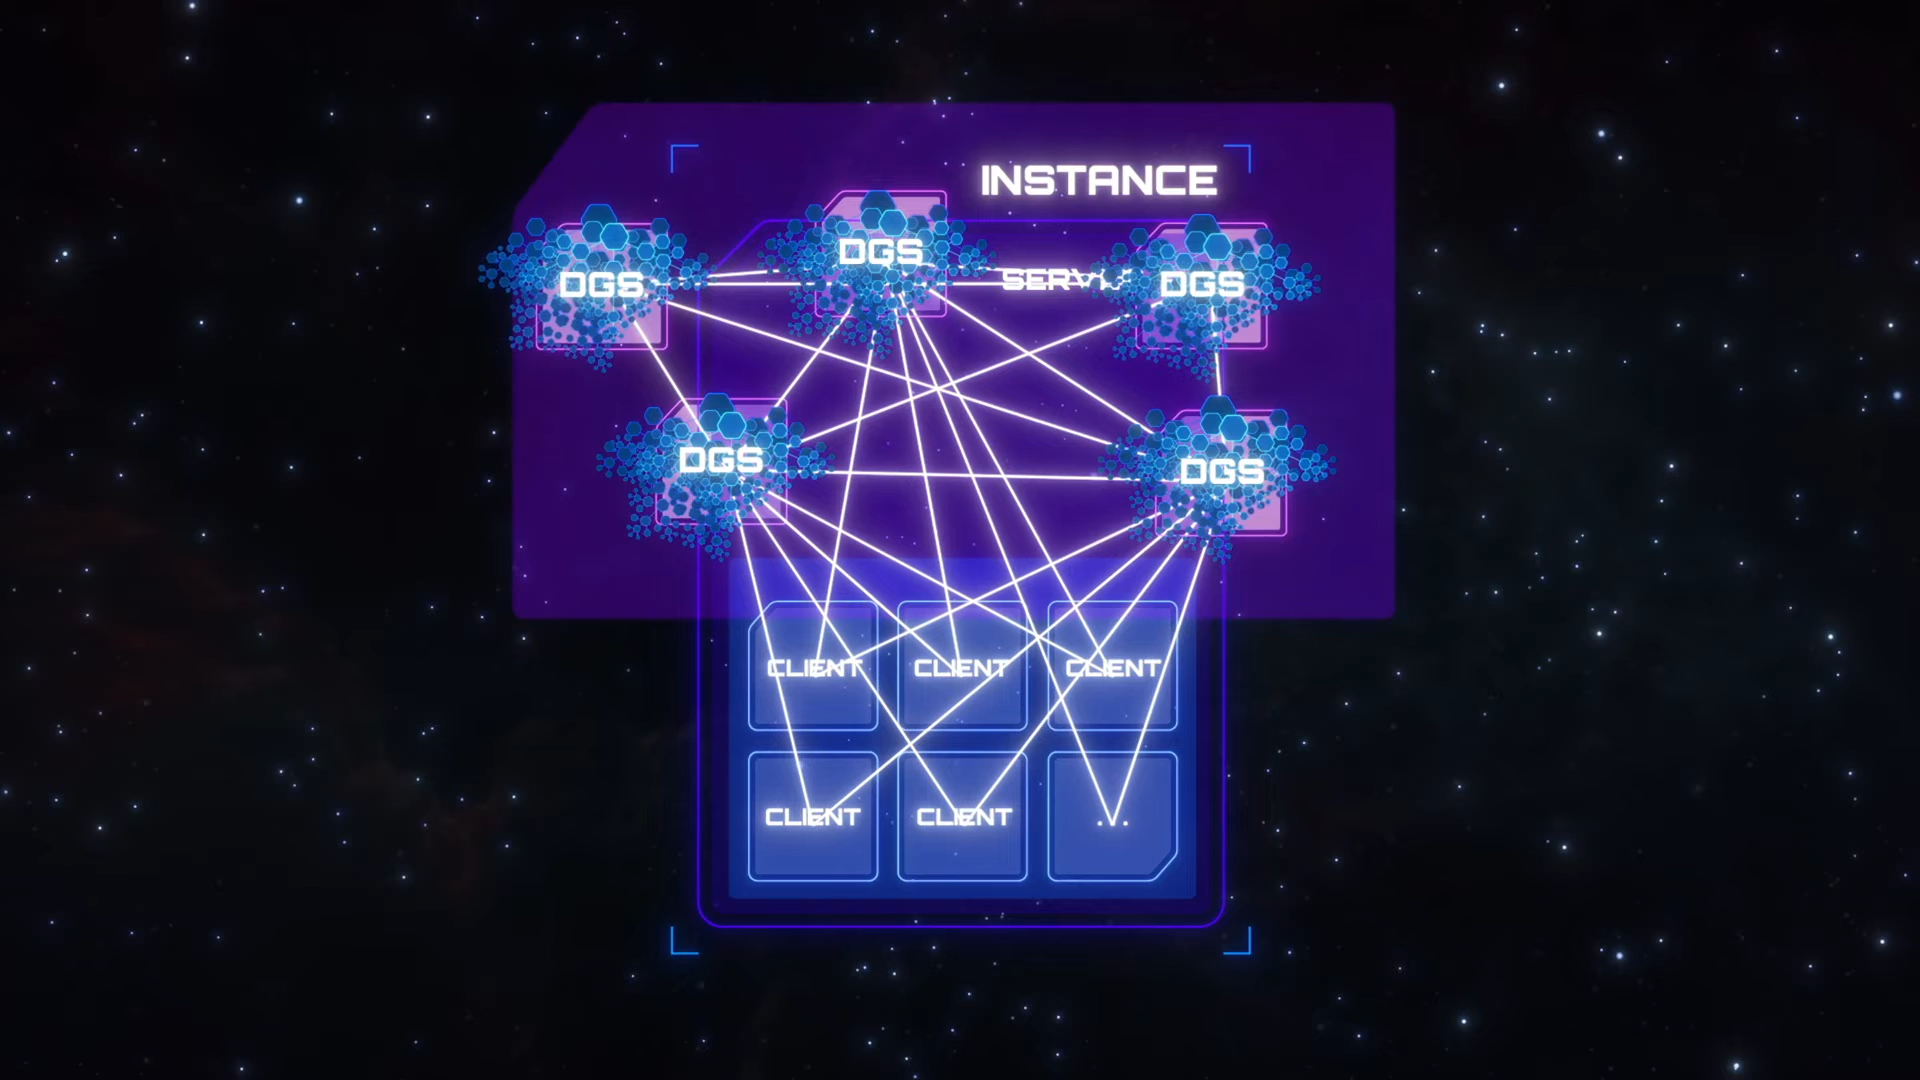 INSTANCE
DGS
DGS
DGS
DGS
DGS
CLIENT CLIENT CLIENT
CLIENT CLIENT ...